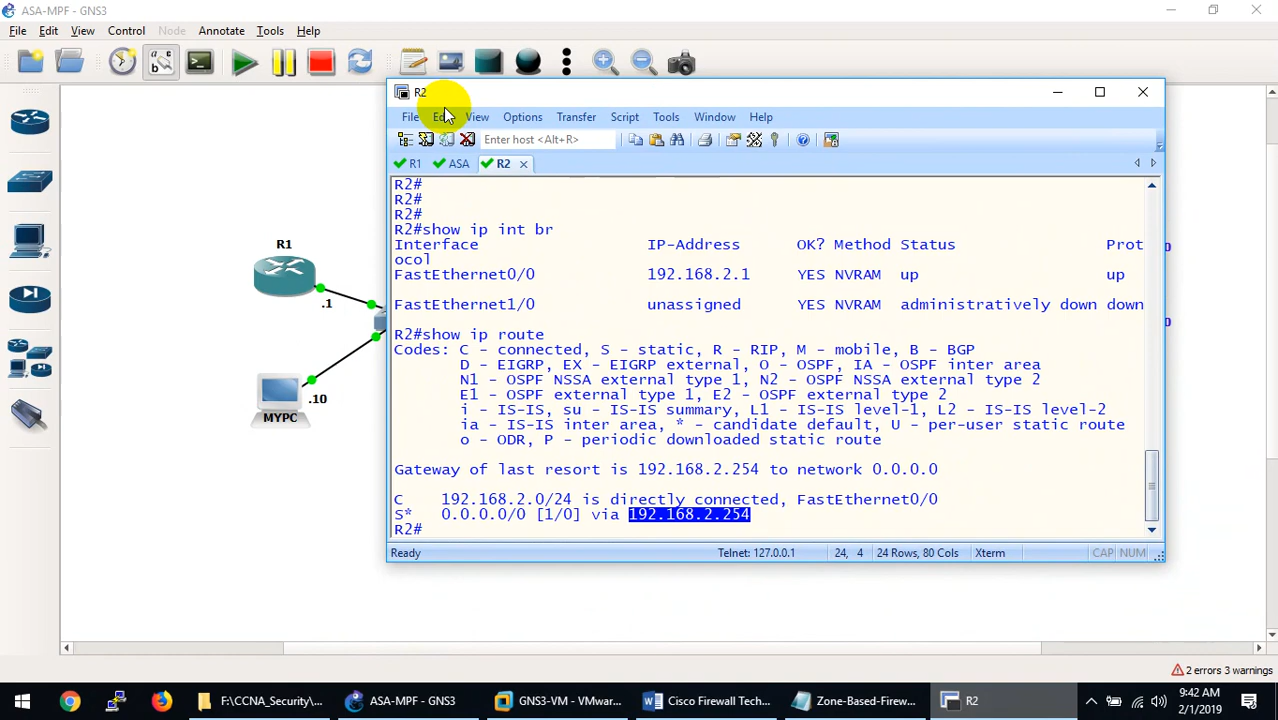 ASA-MPF - GNS3
File Edit View Control Node Annotate Tools Help
R2
File Edit View Options Transfer Script Tools Window Help
Enter host <Alt+R>
R1 ASA R2
R2#
R2#
R2#
R2#show ip int br
Interface IP-Address OK? Method Status Prot
ocol
FastEthernet0/0 192.168.2.1 YES NVRAM up up
FastEthernet1/0 unassigned YES NVRAM administratively down down
R2#show ip route
Codes: C - connected, S - static, R - RIP, M - mobile, B - BGP
D - EIGRP, EX - EIGRP external, O - OSPF, IA - OSPF inter area
N1 - OSPF NSSA external type 1, N2 - OSPF NSSA external type 2
E1 - OSPF external type 1, E2 - OSPF external type 2
i - IS-IS, su - IS-IS summary, L1 - IS-IS level-1, L2 - IS-IS level-2
ia - IS-IS inter area, * - candidate default, U - per-user static route
o - ODR, P - periodic downloaded static route
Gateway of last resort is 192.168.2.254 to network 0.0.0.0
C 192.168.2.0/24 is directly connected, FastEthernet0/0
S* 0.0.0.0/0 [1/0] via 192.168.2.254
R2#
Ready Telnet: 127.0.0.1 24, 4 24 Rows, 80 Cols Xterm CAP NUM
R1
.1
.10
MYPC
2 errors 3 warnings
F:\CCNA_Security\... ASA-MPF - GNS3 GNS3-VM - VMware... Cisco Firewall Tech... Zone-Based-Firewe... R2
9:42 AM
2/1/2019